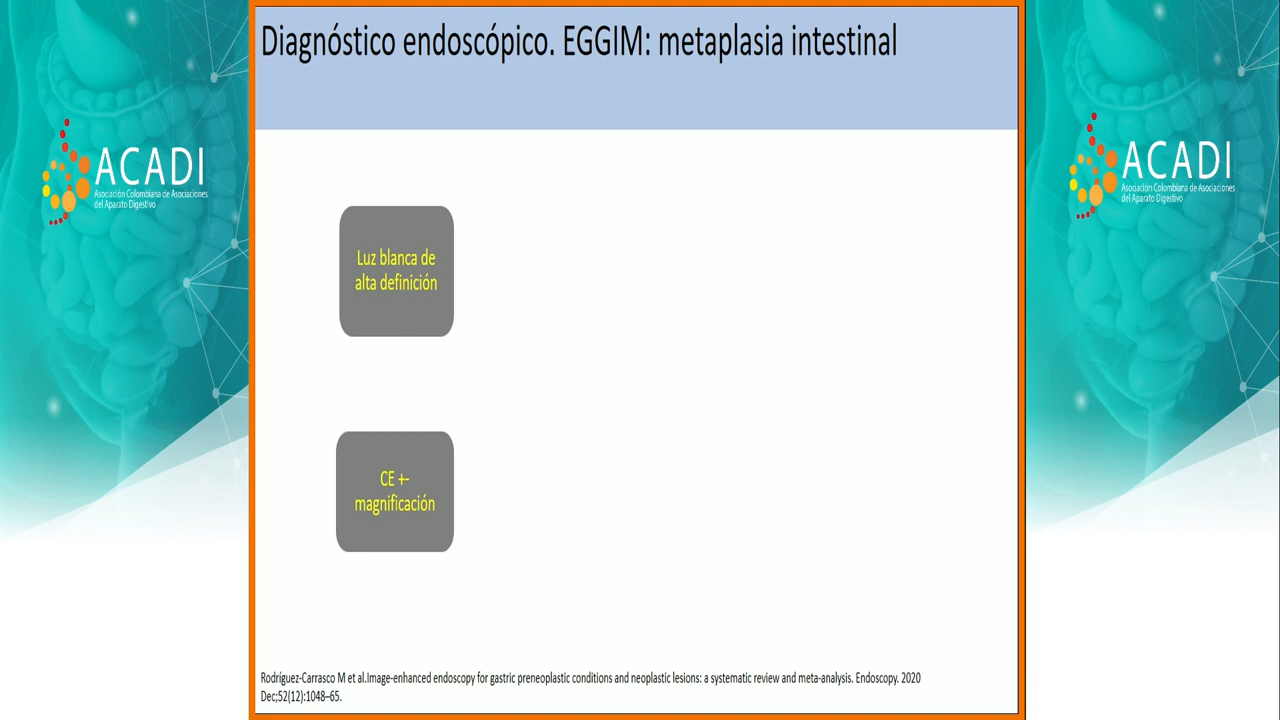 Diagnóstico endoscópico. EGGIM: metaplasia intestinal
ACADI
Asociación Colombiana de Asociaciones
del Aparato Digestivo
Luz blanca de
alta definición
CE +-
magnificación
Rodríguez-Carrasco M et al.Image-enhanced endoscopy for gastric preneoplastic conditions and neoplastic lesions: a systematic review and meta-analysis. Endoscopy. 2020
Dec;52(12):1048–65.
ACADI
Asociación Colombiana de Asociaciones
del Aparato Digestivo